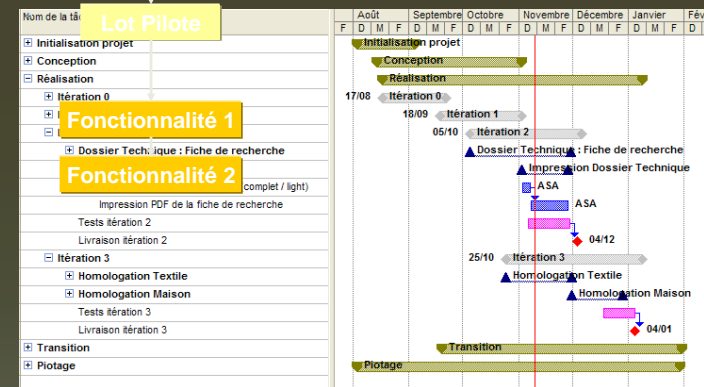 Nom de la tâc
Lot Pilote
Août Septembre Octobre Novembre Décembre Janvier Fév
F D M F D M F D M F D M F D M F D M F D
Initialisation projet
Initialisation projet
Conception
Conception
Réalisation
Réalisation
Itération 0
17/08 Itération 0
Fonctionnalité 1
18/09 Itération 1
05/10 Itération 2
Dossier Technique : Fiche de recherche
Dossier Technique : Fiche de recherche
Impression Dossier Technique
Fonctionnalité 2
complet / light)
ASA
Impression PDF de la fiche de recherche
ASA
Tests itération 2
Livraison itération 2
04/12
Itération 3
25/10 Itération 3
Homologation Textile
Homologation Textile
Homologation Maison
Homologation Maison
Tests itération 3
Livraison itération 3
04/01
Transition
Transition
Piotage
Piotage